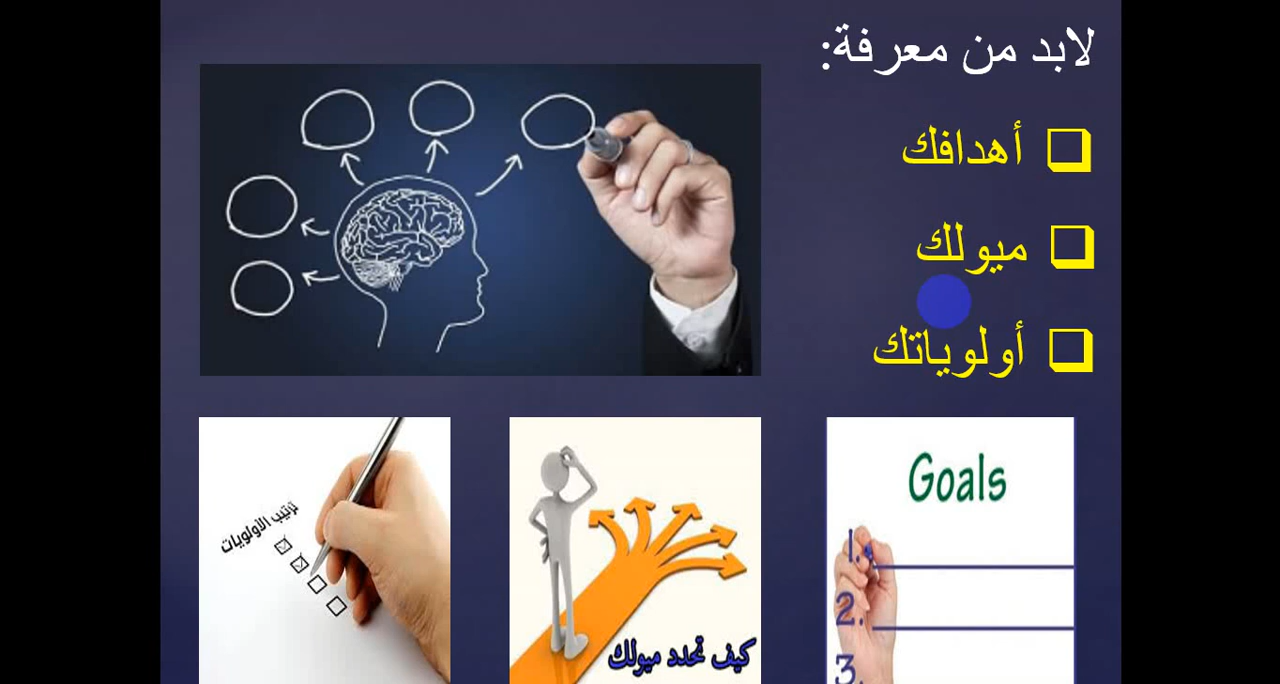 لابد من معرفة:
أهدافك
ميولك
أولوياتك
ترتيب الأولويات
كيف تحدد ميولك
Goals
1.
2.
3